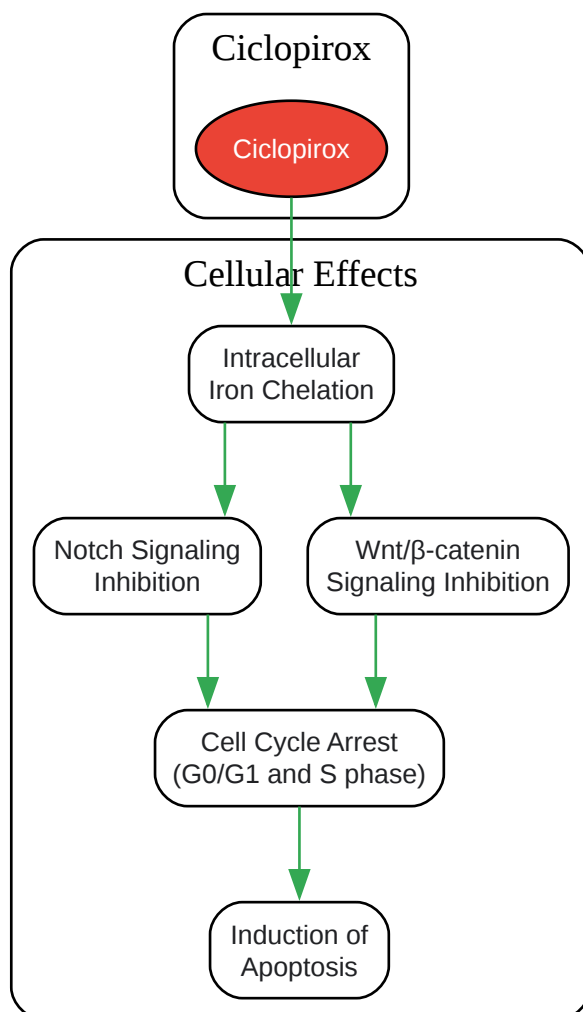 Ciclopirox
Ciclopirox
Cellular Effects
Intracellular
Iron Chelation
Notch Signaling
Inhibition
Wnt/β-catenin
Signaling Inhibition
Cell Cycle Arrest
(G0/G1 and S phase)
Induction of
Apoptosis